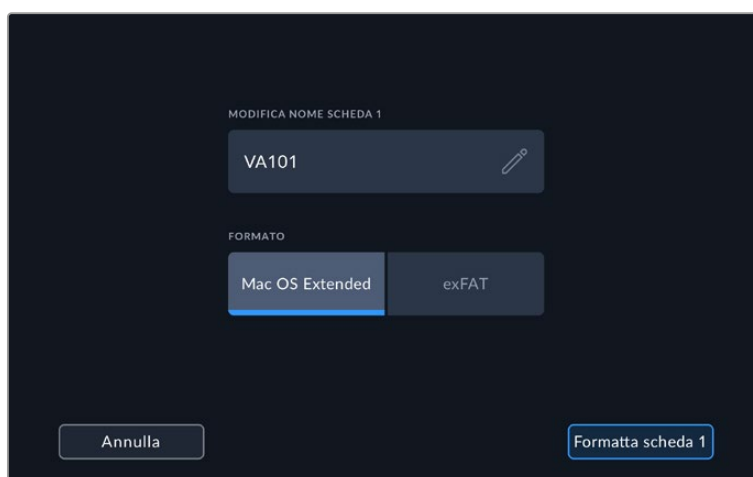 MODIFICA NOME SCHEDA 1
VA101
FORMATO
Mac OS Extended
exFAT
Annulla
Formatta scheda 1